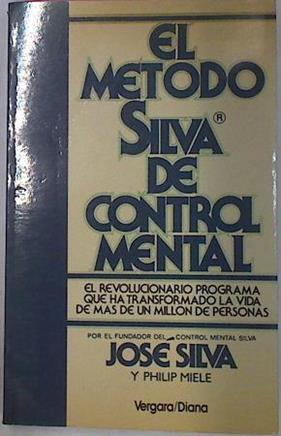 EL
METODO
SILVA®
DE
CONTROL
MENTAL
EL REVOLUCIONARIO PROGRAMA
QUE HA TRANSFORMADO LA VIDA
DE MAS DE UN MILLON DE PERSONAS
POR EL FUNDADOR DEL CONTROL MENTAL SILVA
JOSÉ SILVA
Y PHILIP MIELE
Vergara/Diana